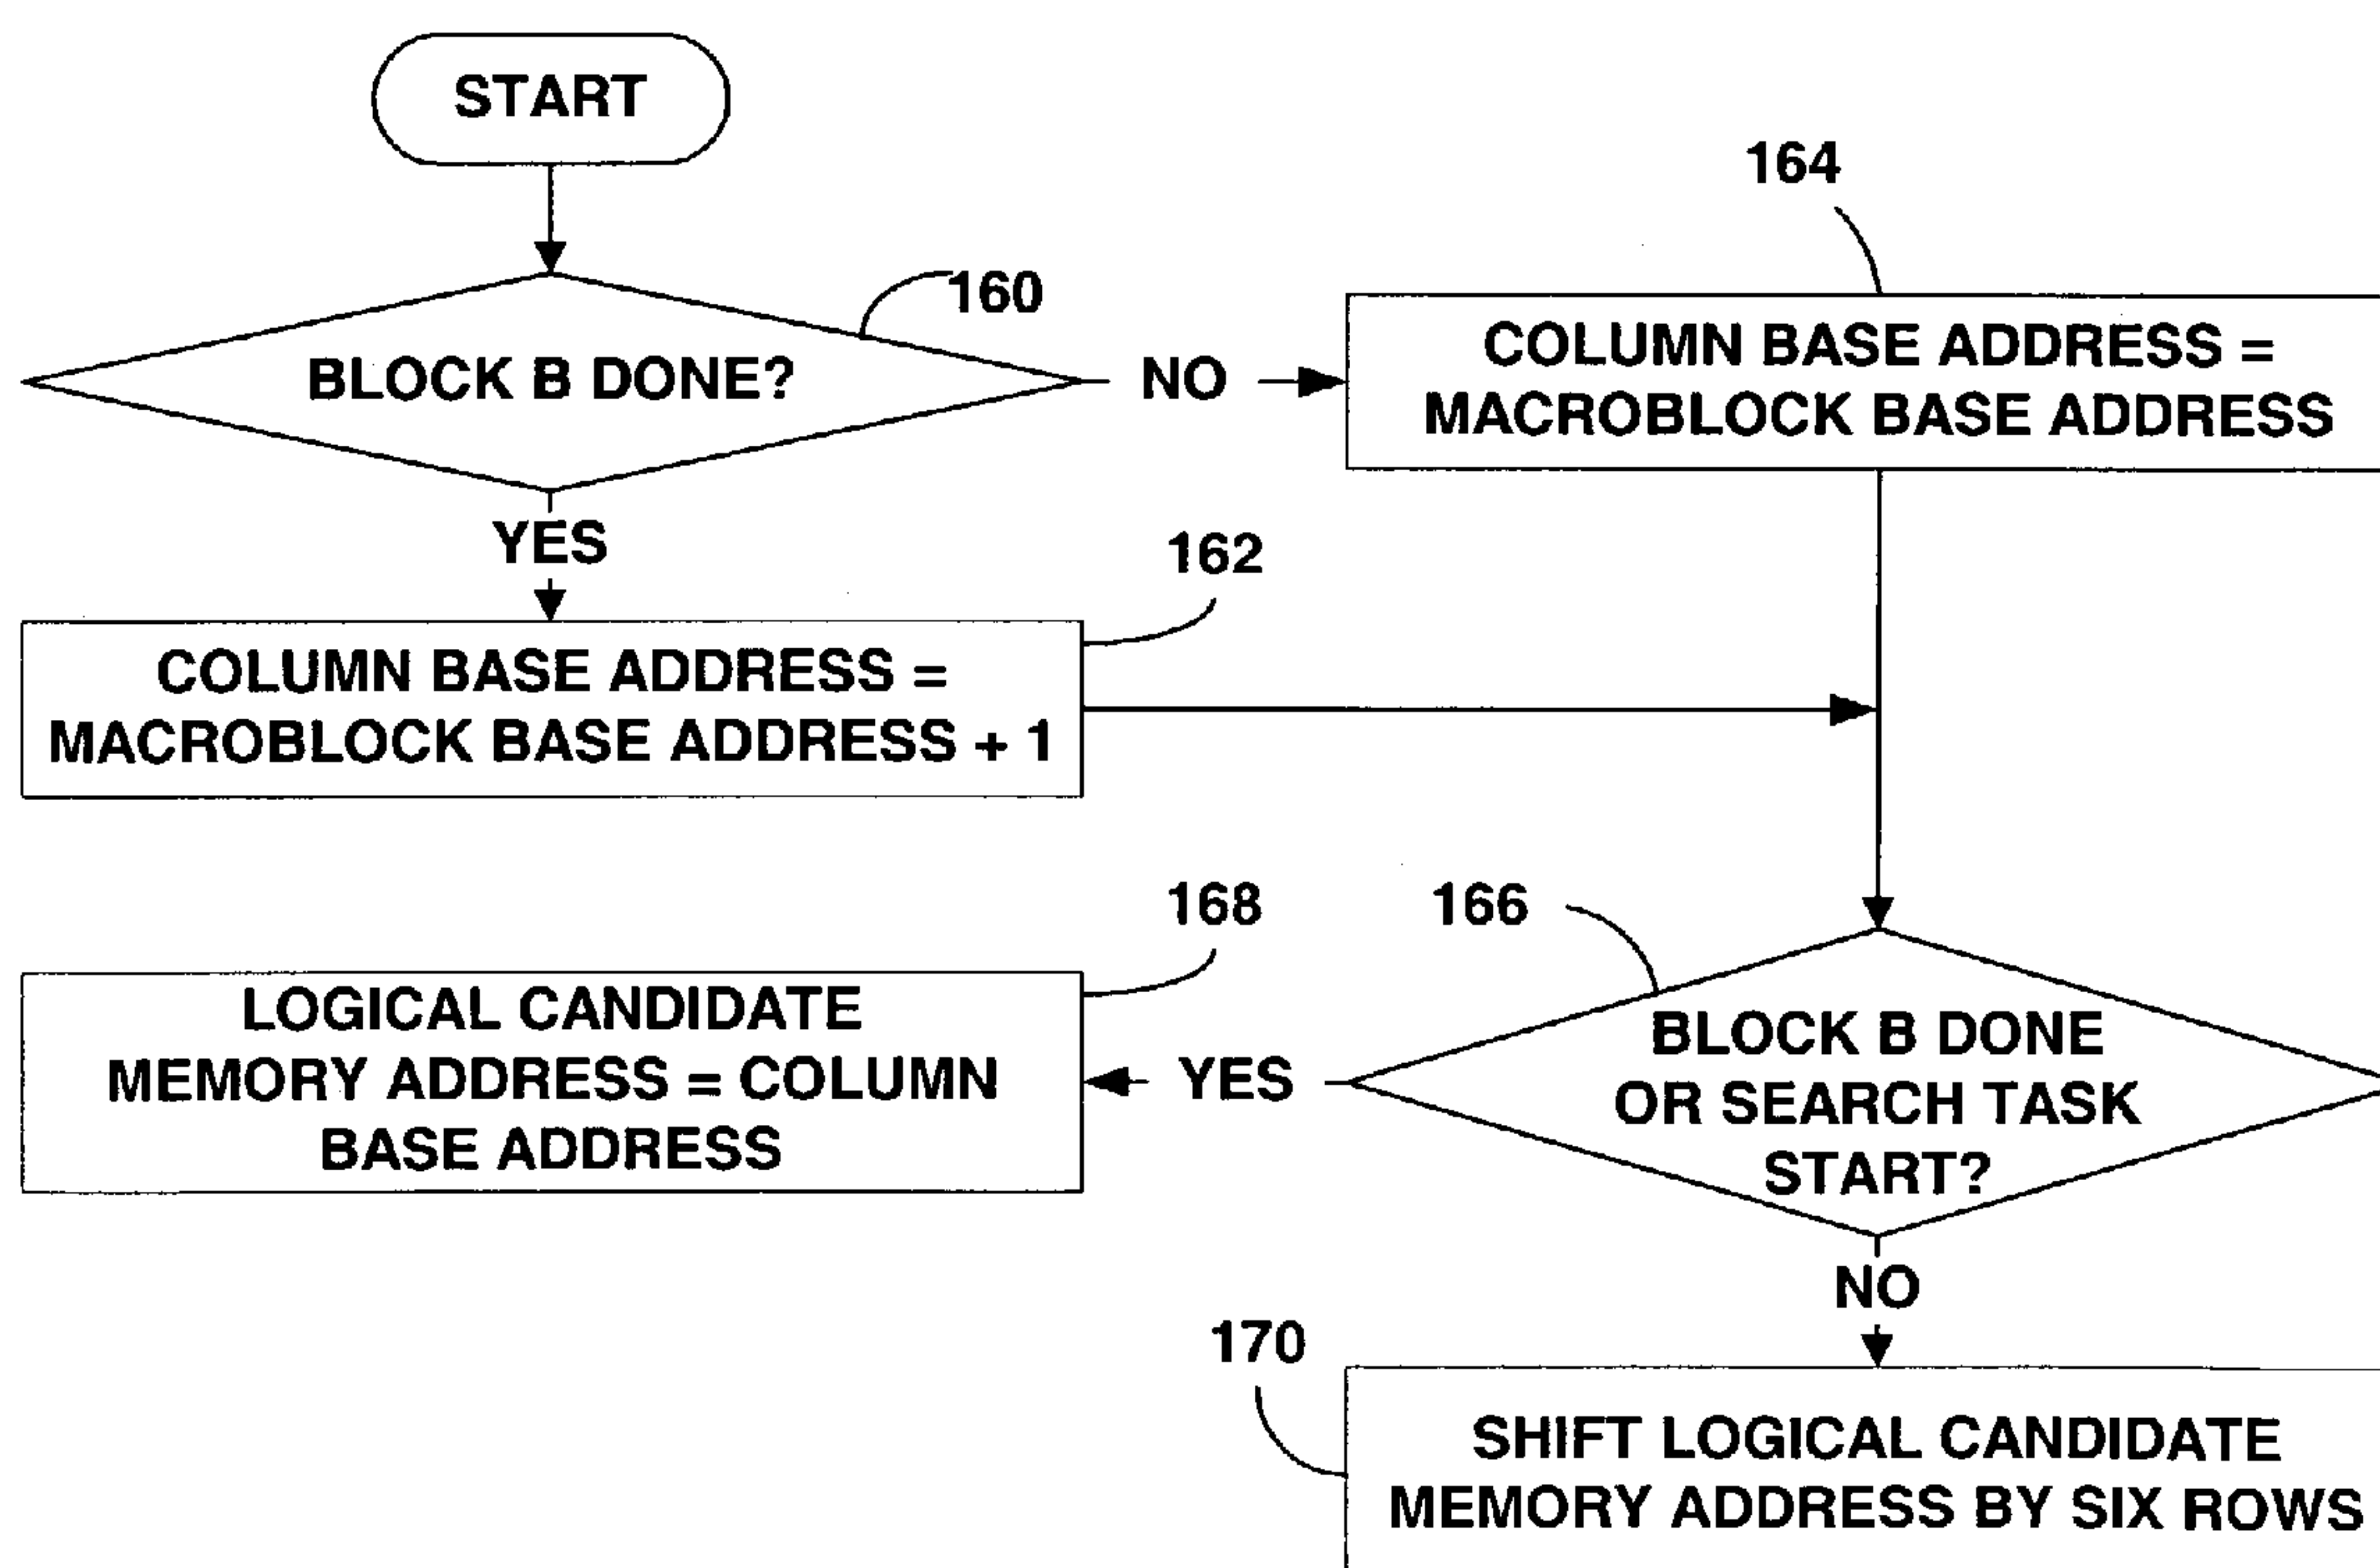 START
160
BLOCK B DONE?
NO
164
COLUMN BASE ADDRESS =
MACROBLOCK BASE ADDRESS
YES
162
COLUMN BASE ADDRESS =
MACROBLOCK BASE ADDRESS + 1
168
LOGICAL CANDIDATE
MEMORY ADDRESS = COLUMN
BASE ADDRESS
YES
166
BLOCK B DONE
OR SEARCH TASK
START?
NO
170
SHIFT LOGICAL CANDIDATE
MEMORY ADDRESS BY SIX ROWS